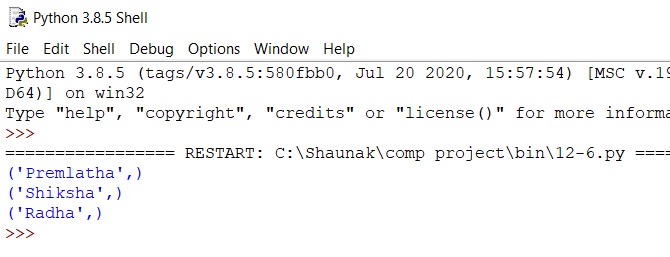 Python 3.8.5 Shell
File Edit Shell Debug Options Window Help
Python 3.8.5 (tags/v3.8.5:580fbb0, Jul 20 2020, 15:57:54) [MSC v.19
D64)] on win32
Type "help", "copyright", "credits" or "license()" for more informa
>>>
================= RESTART: C:\Shaunak\comp project\bin\12-6.py ====
('Premlatha',)
('Shiksha',)
('Radha',)
>>>